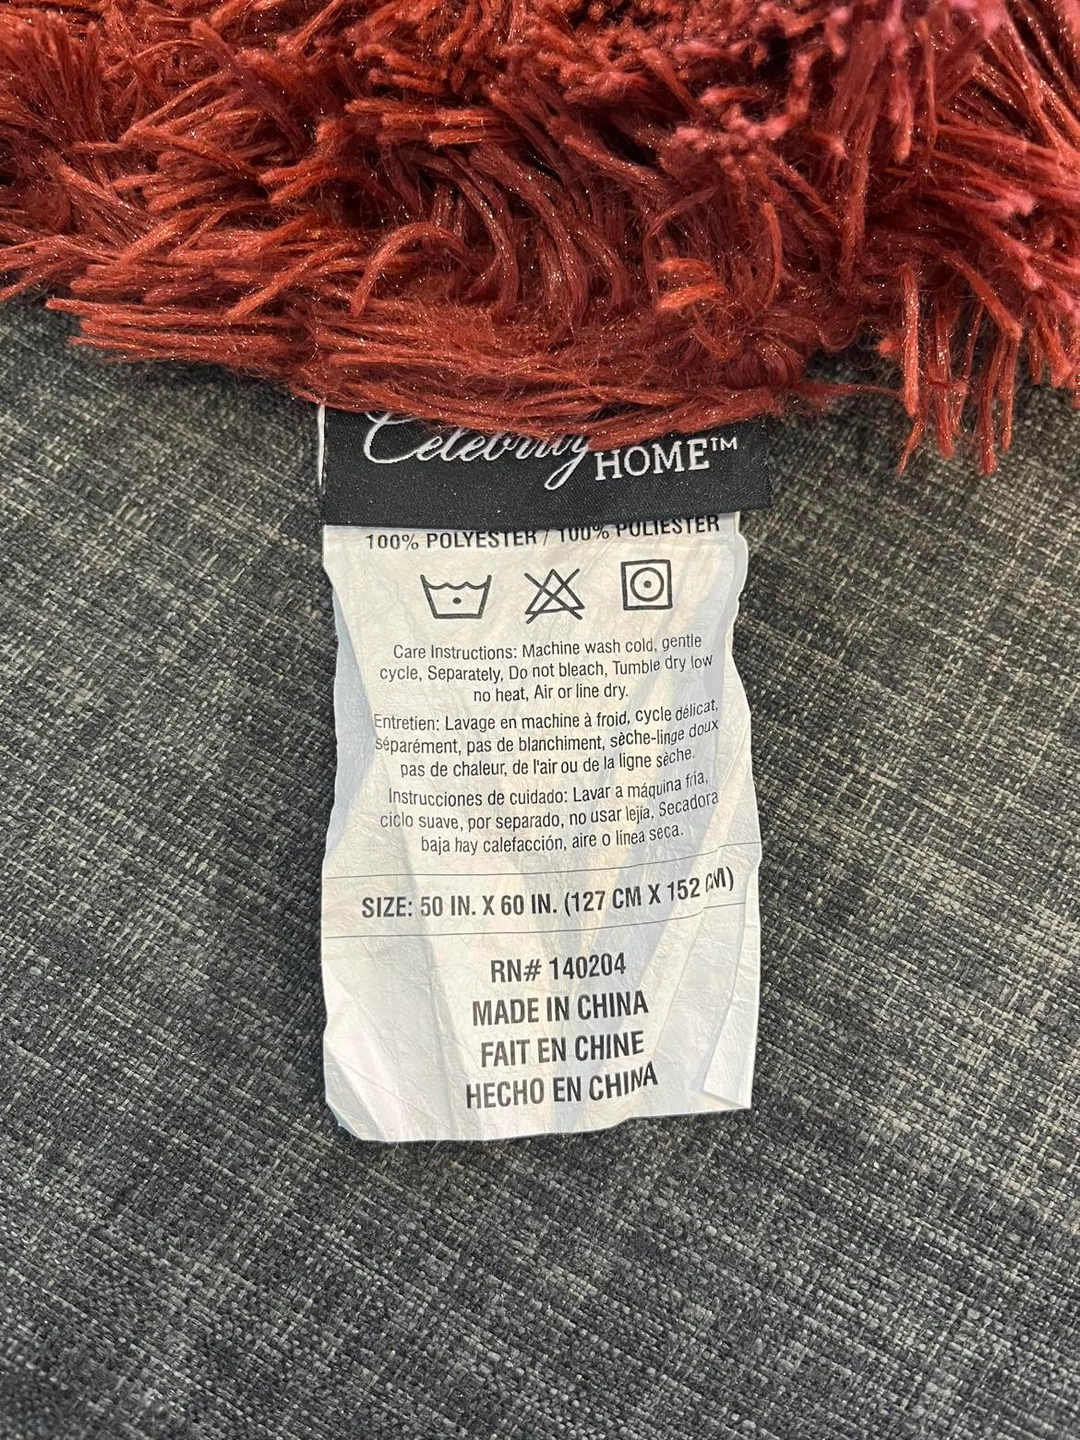 Celebrity HOME™
100% POLYESTER / 100% POLIESTER
Care Instructions: Machine wash cold, gentle
cycle, Separately, Do not bleach, Tumble dry low
no heat, Air or line dry.
Entretien: Lavage en machine à froid, cycle délicat,
séparément, pas de blanchiment, sèche-linge doux
pas de chaleur, de l'air ou de la ligne sèche.
Instrucciones de cuidado: Lavar a máquina fría,
ciclo suave, por separado, no usar lejía, Secadora
baja hay calefacción, aire o línea seca.
SIZE: 50 IN. X 60 IN. (127 CM X 152 CM)
RN# 140204
MADE IN CHINA
FAIT EN CHINE
HECHO EN CHINA